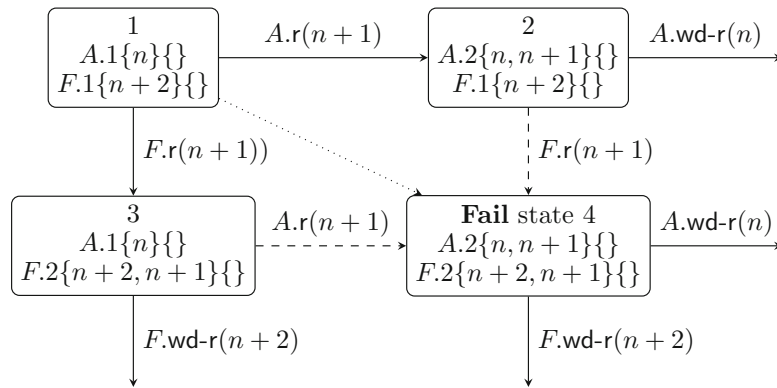 1
A.1{n}{}
F.1{n+2}{}
A.r(n+1)
2
A.2{n, n+1}{}
F.1{n+2}{}
A.wd-r(n)
F.r(n+1))
F.r(n+1)
3
A.1{n}{}
F.2{n+2, n+1}{}
A.r(n+1)
Fail state 4
A.2{n, n+1}{}
F.2{n+2, n+1}{}
A.wd-r(n)
F.wd-r(n+2)
F.wd-r(n+2)